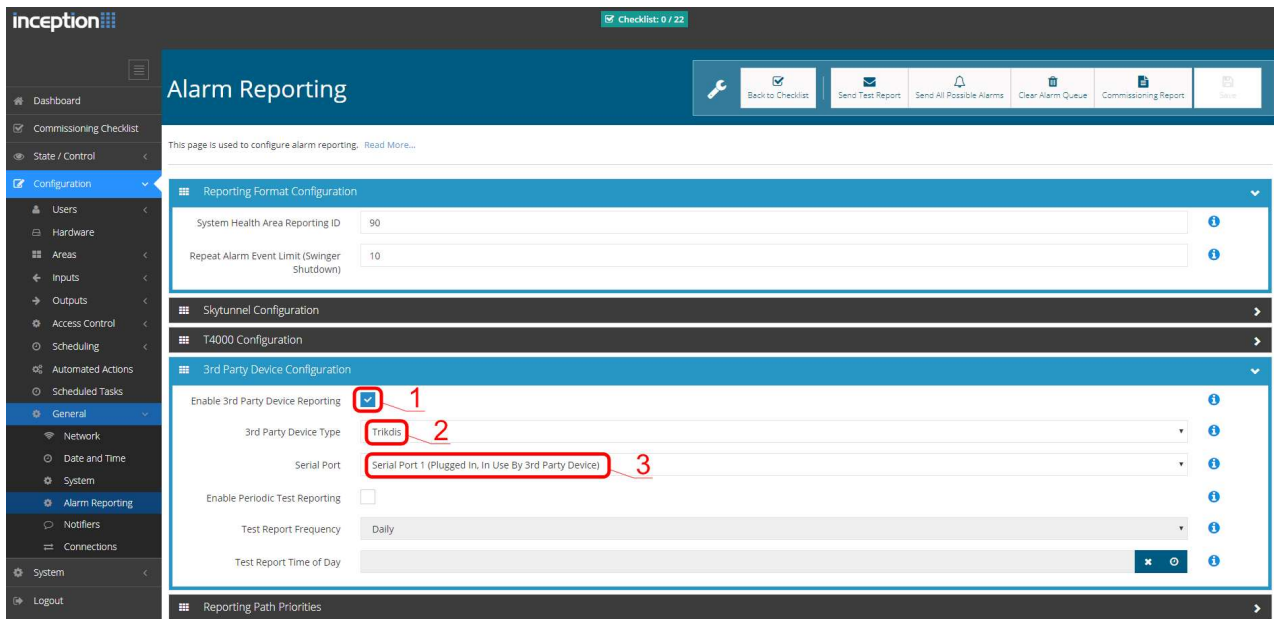 inception
Checklist: 0 / 22
Alarm Reporting
Back to Checklist
Send Test Report
Send All Possible Alarms
Clear Alarm Queue
Commissioning Report
Save
Dashboard
Commissioning Checklist
State / Control
Configuration
Users
Hardware
Areas
Inputs
Outputs
Access Control
Scheduling
Automated Actions
Scheduled Tasks
General
Network
Date and Time
System
Alarm Reporting
Notifiers
Connections
System
Logout
This page is used to configure alarm reporting. Read More...
Reporting Format Configuration
System Health Area Reporting ID 90
Repeat Alarm Event Limit (Swinger 10
Shutdown)
Skytunnel Configuration
T4000 Configuration
3rd Party Device Configuration
Enable 3rd Party Device Reporting 1
3rd Party Device Type Trikdis 2
Serial Port Serial Port 1 (Plugged In, In Use By 3rd Party Device) 3
Enable Periodic Test Reporting
Test Report Frequency Daily
Test Report Time of Day
Reporting Path Priorities